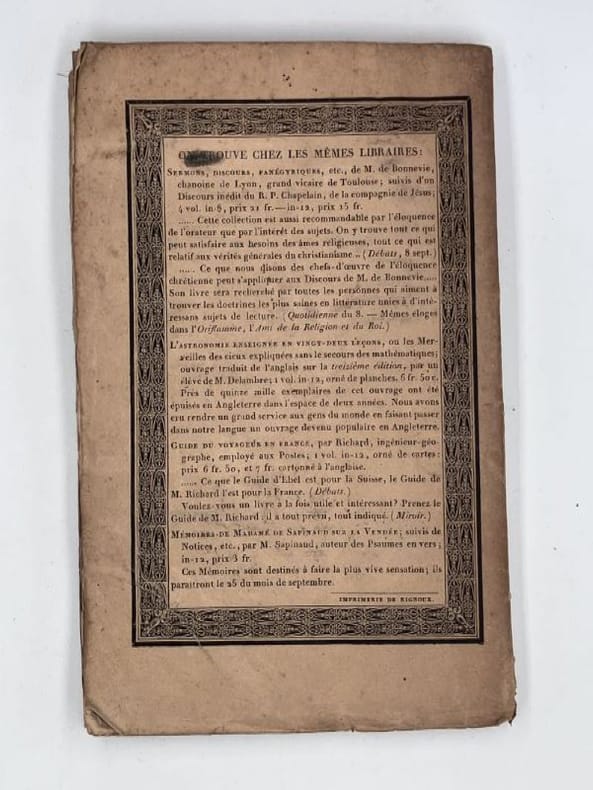 ON TROUVE CHEZ LES MÊMES LIBRAIRES:
SERMONS, DISCOURS, PANÉGYRIQUES, etc., de M. de Bonnevie,
chanoine de Lyon, grand vicaire de Toulouse; suivis d'un
Discours inédit du R. P. Chapelain, de la compagnie de Jésus;
4 vol. in-8, prix 21 fr.—in-12, prix 15 fr.
...... Cette collection est aussi recommandable par l'éloquence
de l'orateur que par l'intérêt des sujets. On y trouve tout ce qui
peut satisfaire aux besoins des âmes réligieuses, tout ce qui est
relatif aux vérités générales du christianisme.. (Débats, 8 sept.)
...... Ce que nous disons des chefs-d'œuvre de l'éloquence
chrétienne peut s'appliquer aux Discours de M. de Bonnevie.....
Son livre sera recherché par toutes les personnes qui aiment à
trouver les doctrines les plus saines en littérature unies à d'inté-
ressans sujets de lecture. (Quotidienne du 8. — Mêmes éloges
dans l'Oriflamme, l'Ami de la Religion et du Roi.)
L'ASTRONOMIE ENSEIGNÉE EN VINGT-DEUX LEÇONS, ou les Mer-
veilles des cieux expliquées sans le secours des mathématiques;
ouvrage traduit de l'anglais sur la treizième édition, par un
élève de M. Delambre; 1 vol. in-12, orné de planches. 6 fr. 50 c.
Près de quinze mille exemplaires de cet ouvrage ont été
épuisés en Angleterre dans l'espace de deux années. Nous avons
cru rendre un grand service aux gens du monde en faisant passer
dans notre langue un ouvrage devenu populaire en Angleterre.
GUIDE DU VOYAGEUR EN FRANCE, par Richard, ingénieur-géo-
graphe, employé aux Postes; 1 vol. in-12, orné de cartes:
prix 6 fr. 50, et 7 fr. cartonné à l'anglaise.
...... Ce que le Guide d'Ebel est pour la Suisse, le Guide de
M. Richard l'est pour la France. (Débats.)
Voulez-vous un livre à la fois utile et intéressant? Prenez le
Guide de M. Richard: il a tout prévu, tout indiqué. (Miroir.)
MÉMOIRES DE MADAME DE SAPINAUD SUR LA VENDÉE; suivis de
Notices, etc., par M. Sapinaud, auteur des Psaumes en vers;
in-12, prix 3 fr.
Ces Mémoires sont destinés à faire la plus vive sensation; ils
paraîtront le 25 du mois de septembre.
IMPRIMERIE DE RIGNOUX.